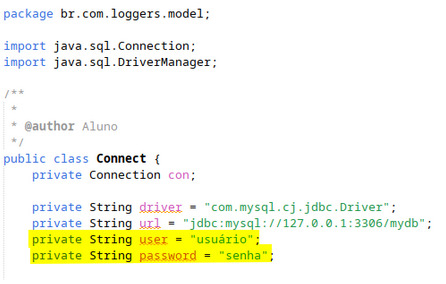 package br.com.loggers.model;
import java.sql.Connection;
import java.sql.DriverManager;
/**
 *
 * @author Aluno
 */
public class Connect {
    private Connection con;
    private String driver = "com.mysql.cj.jdbc.Driver";
    private String url = "jdbc:mysql://127.0.0.1:3306/mydb";
    private String user = "usuário";
    private String password = "senha";